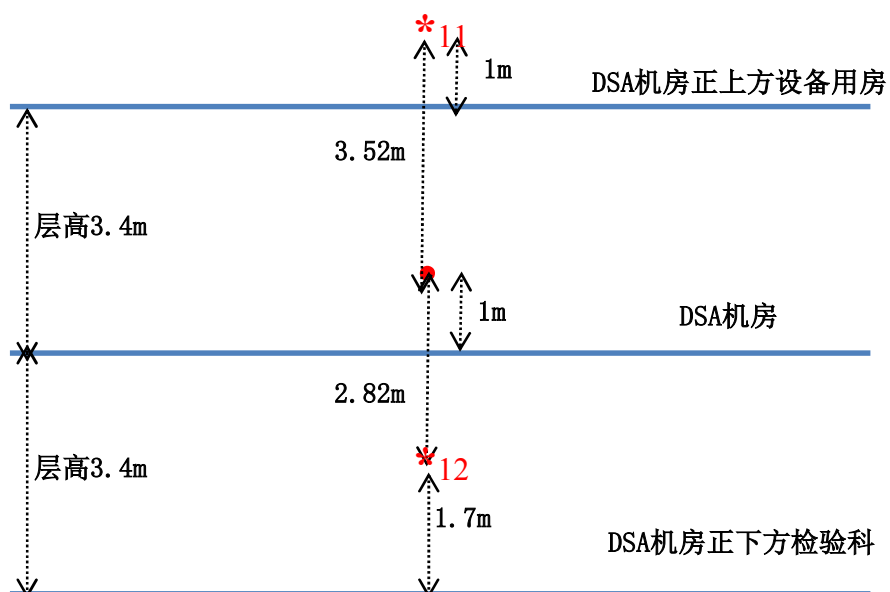 *11
1m
DSA机房正上方设备用房
3.52m
层高3.4m
1m
DSA机房
2.82m
*12
层高3.4m
1.7m
DSA机房正下方检验科